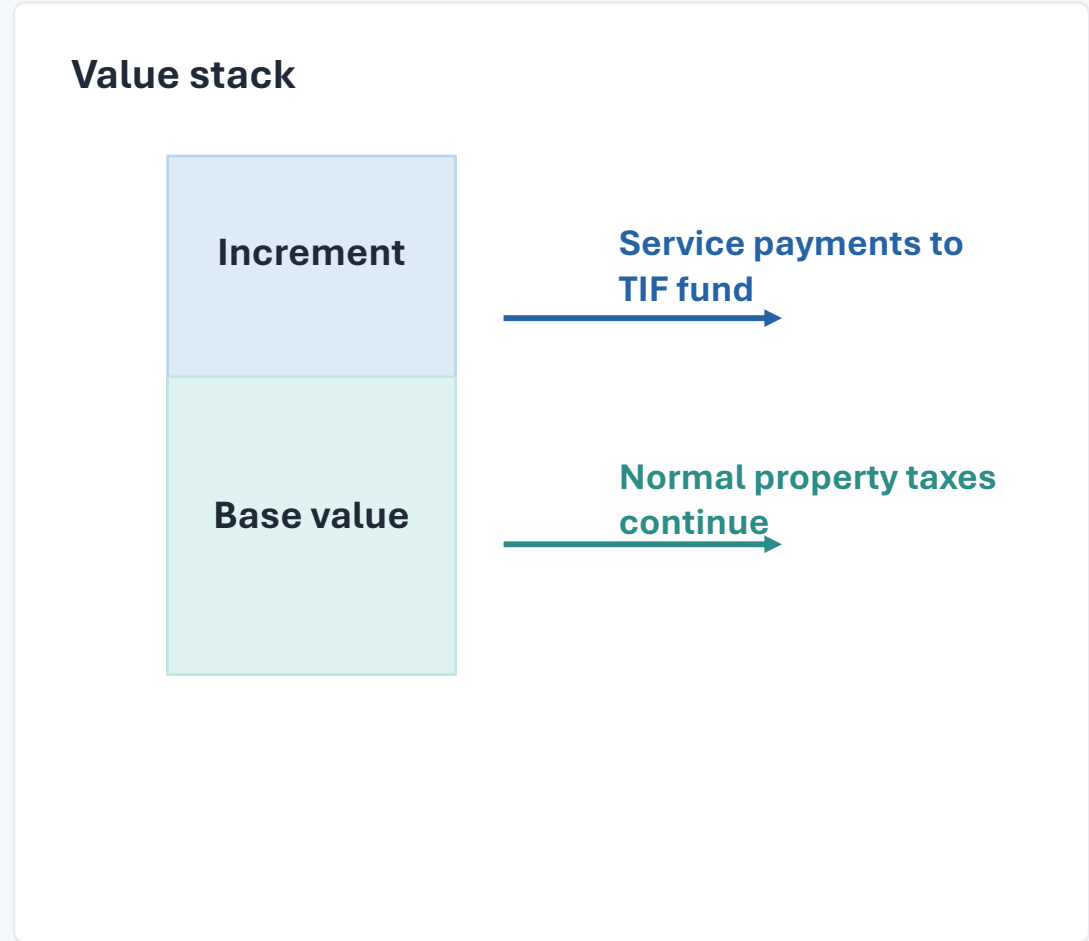 Value stack
Increment
Service payments to
TIF fund
Base value
Normal property taxes
continue